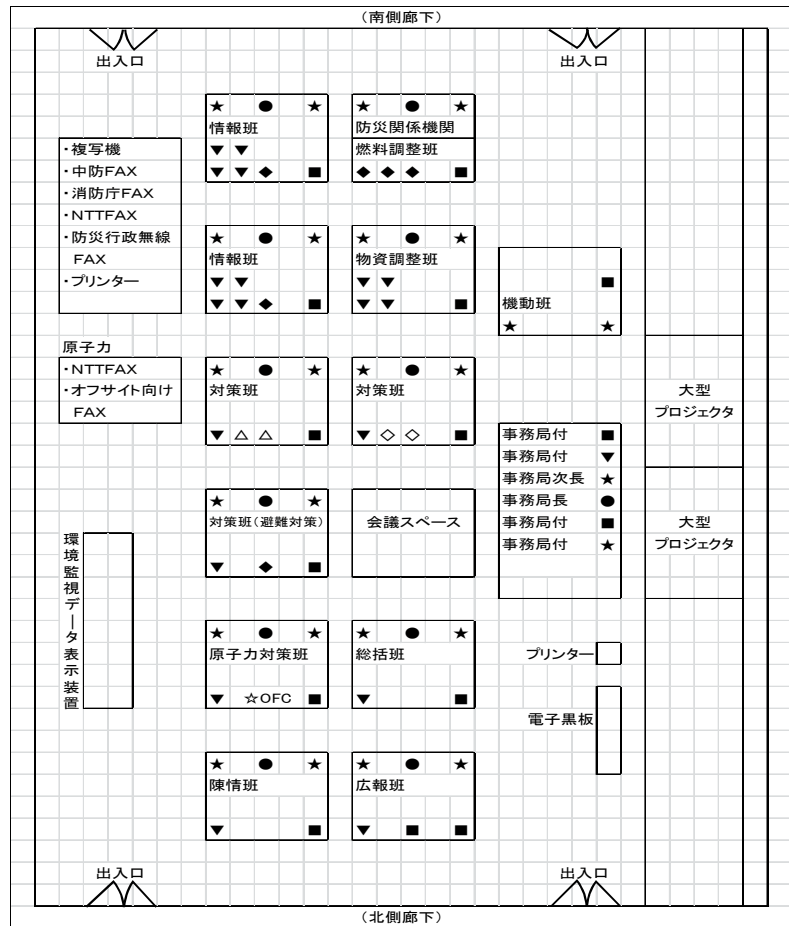 (南側廊下)
出入口
出入口
★ ● ★
情報班
▼ ▼
▼ ▼ ◆ ■
★ ● ★
防災関係機関
燃料調整班
◆ ◆ ◆ ■
・複写機
・中防FAX
・消防庁FAX
・NTTFAX
・防災行政無線
FAX
・プリンター
★ ● ★
情報班
▼ ▼
▼ ▼ ◆ ■
★ ● ★
物資調整班
▼ ▼
▼ ▼ ■
■
機動班
★ ★
原子力
・NTTFAX
・オフサイト向け
FAX
★ ● ★
対策班
▼ △ △ ■
★ ● ★
対策班
▼ ◇ ◇ ■
大型
プロジェクタ
事務局付 ■
事務局付 ▼
事務局次長 ★
事務局長 ●
事務局付 ■
事務局付 ★
★ ● ★
対策班(避難対策)
▼ ◆ ■
会議スペース
大型
プロジェクタ
環境監視データ表示装置
★ ● ★
原子力対策班
▼ ☆OFC ■
★ ● ★
総括班
▼ ■
プリンター
電子黒板
★ ● ★
陳情班
▼ ■
★ ● ★
広報班
▼ ■ ■
出入口
出入口
(北側廊下)